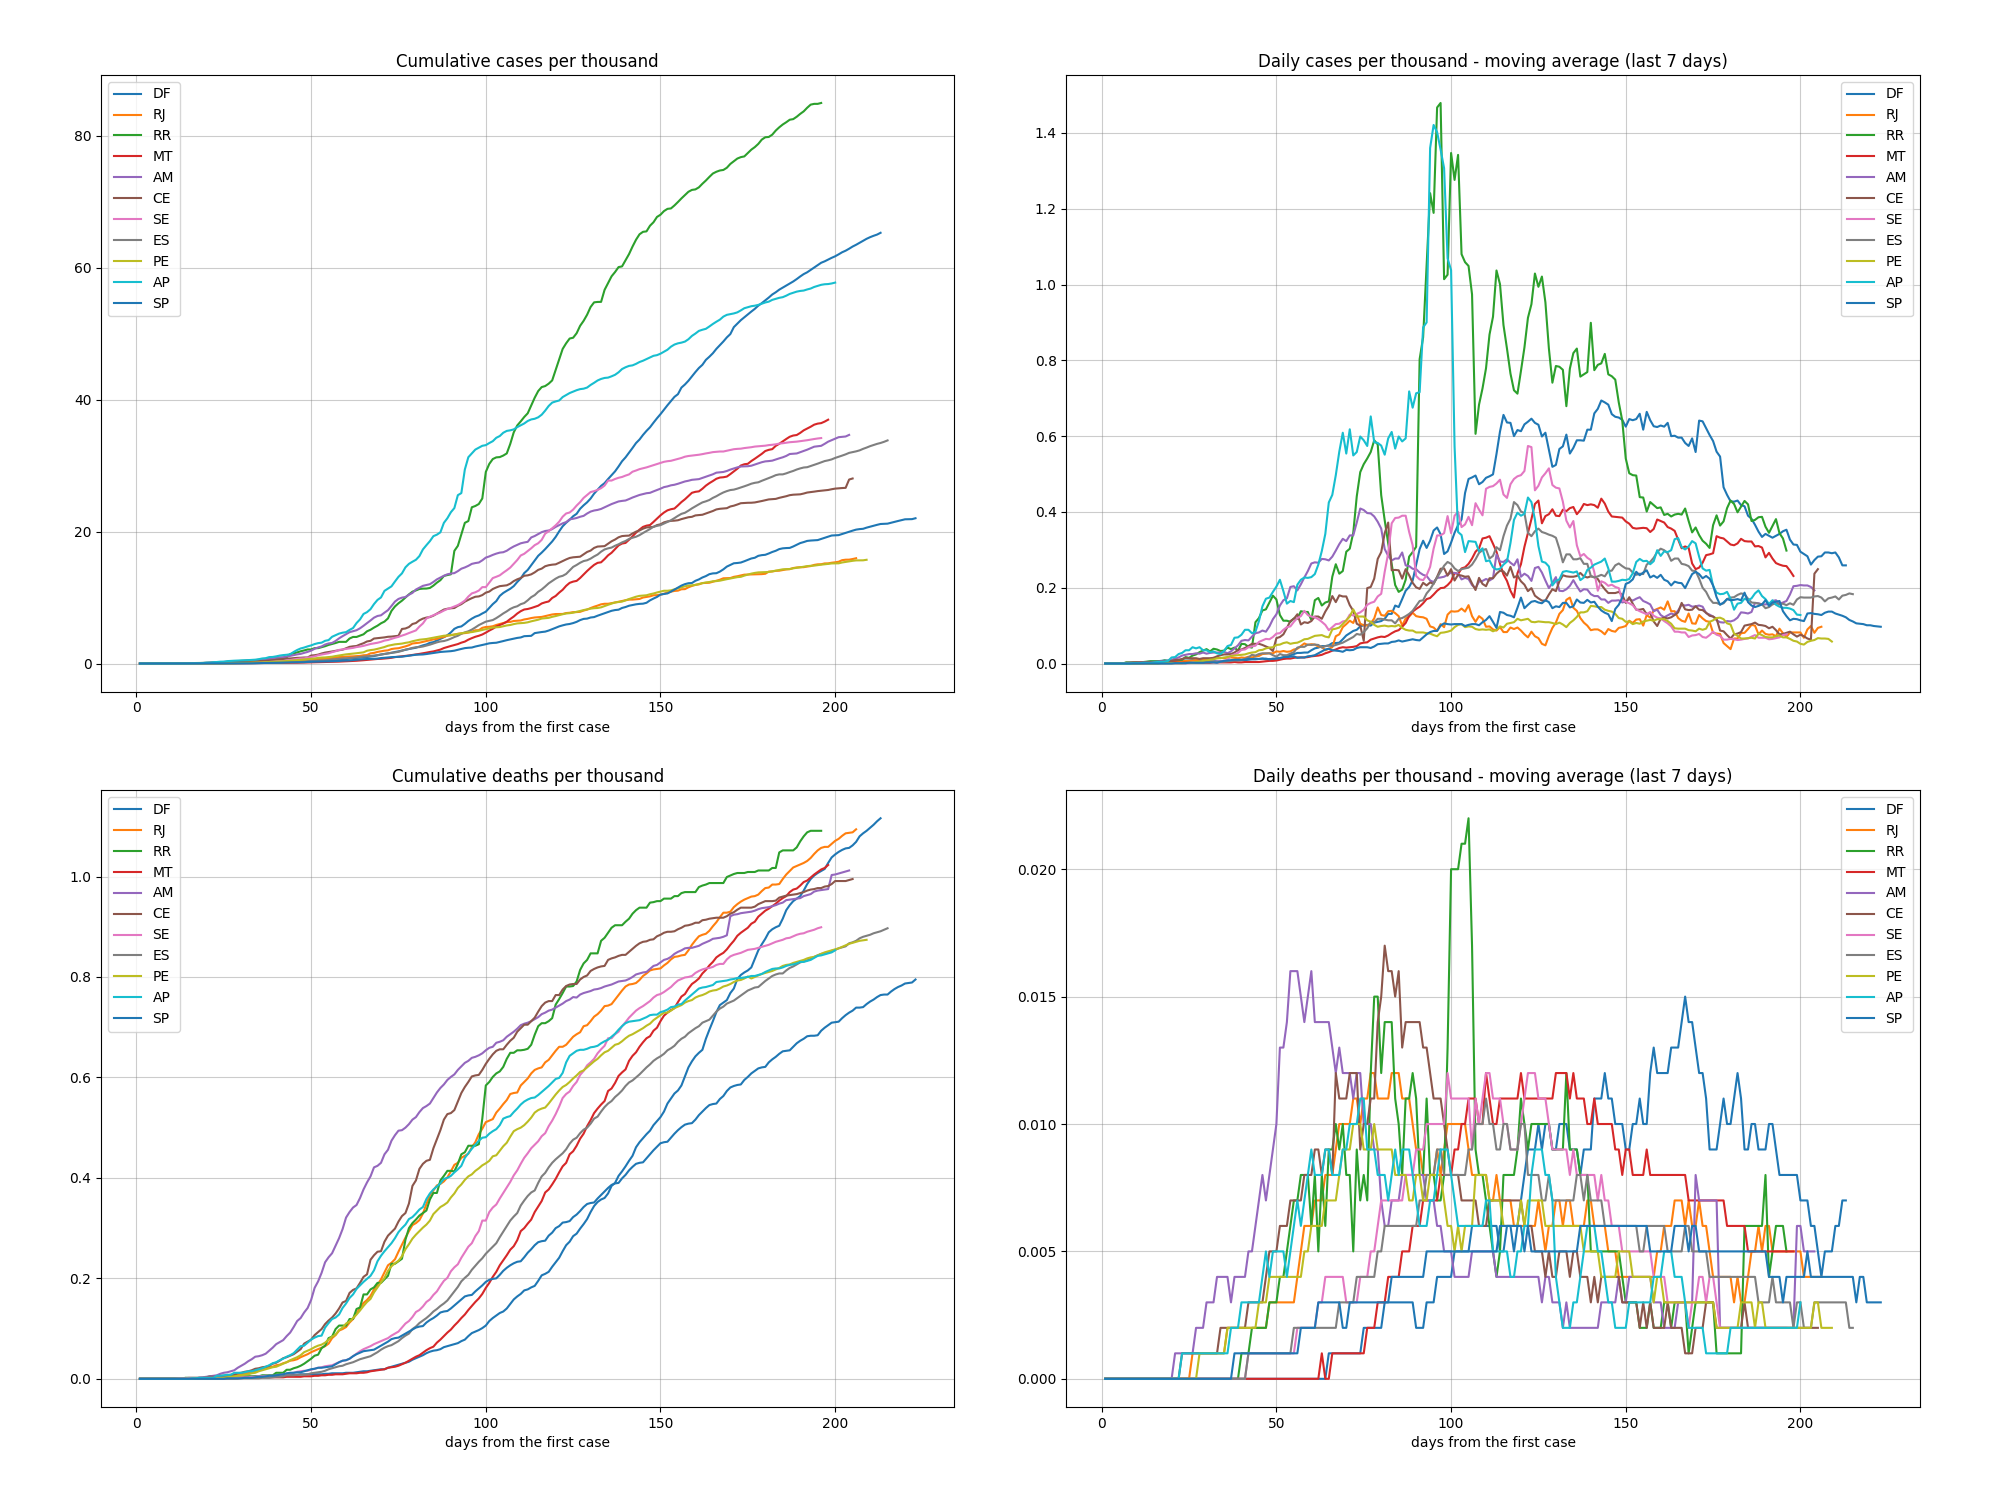 Cumulative cases per thousand
DF
RJ
RR
MT
AM
CE
SE
ES
PE
AP
SP
80
60
40
20
0
0 50 100 150 200
days from the first case
Daily cases per thousand - moving average (last 7 days)
DF
RJ
RR
MT
AM
CE
SE
ES
PE
AP
SP
1.4
1.2
1.0
0.8
0.6
0.4
0.2
0.0
0 50 100 150 200
days from the first case
Cumulative deaths per thousand
DF
RJ
RR
MT
AM
CE
SE
ES
PE
AP
SP
1.0
0.8
0.6
0.4
0.2
0.0
0 50 100 150 200
days from the first case
Daily deaths per thousand - moving average (last 7 days)
DF
RJ
RR
MT
AM
CE
SE
ES
PE
AP
SP
0.020
0.015
0.010
0.005
0.000
0 50 100 150 200
days from the first case